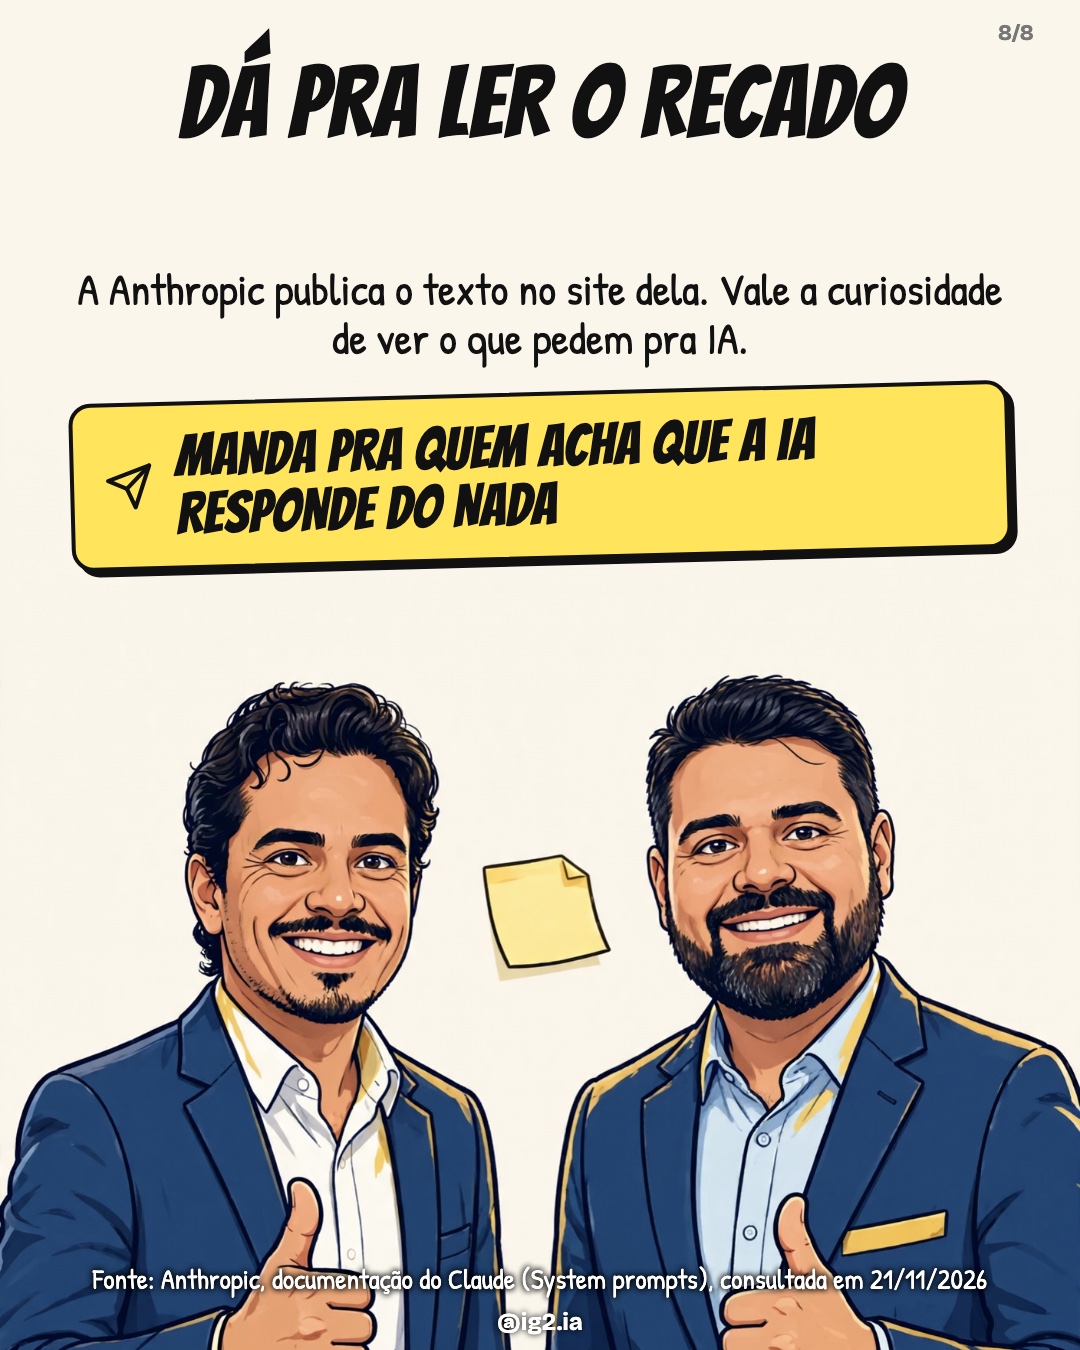 8/8
DÁ PRA LER O RECADO
A Anthropic publica o texto no site dela. Vale a curiosidade
de ver o que pedem pra IA.
MANDA PRA QUEM ACHA QUE A IA
RESPONDE DO NADA
Fonte: Anthropic, documentação do Claude (System prompts), consultada em 21/11/2026
@ig2.ia